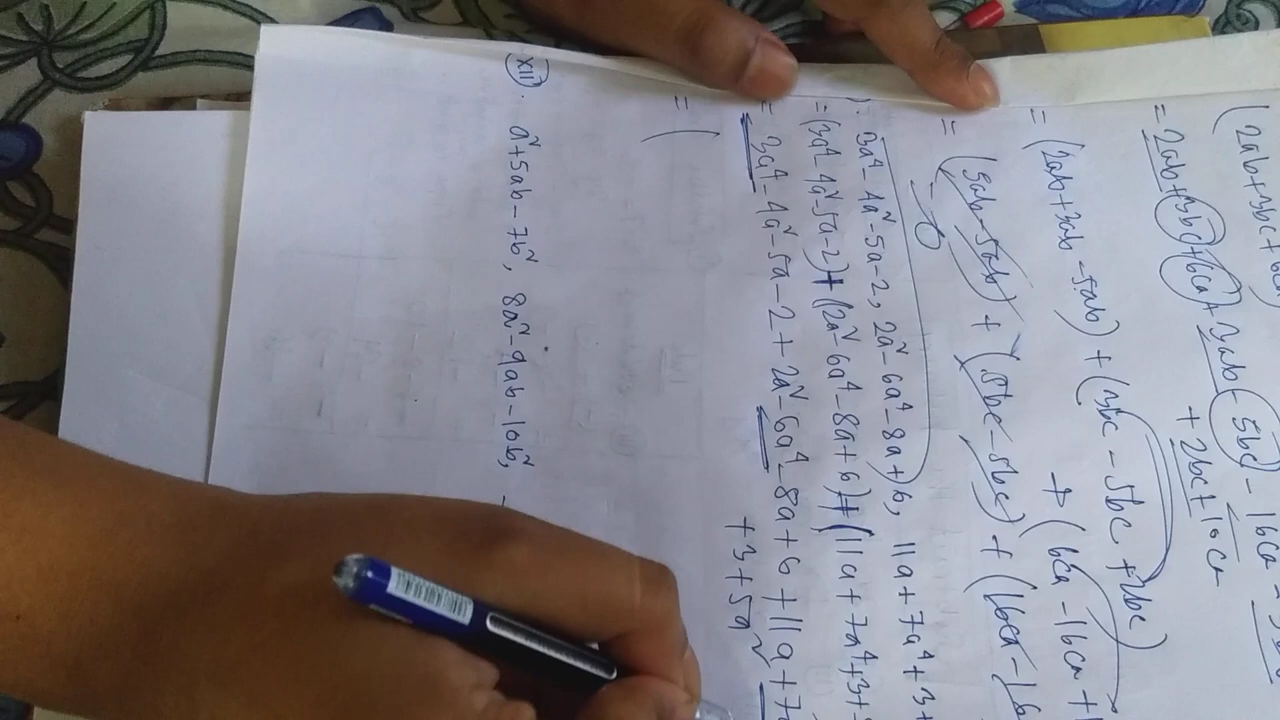 (2ab+3bc+6ca)
= 2ab+3bc+6ca+3ab-5bc-16ca-
+2bc+10ca
= (2ab+3ab-5ab)+(3bc-5bc+2bc)
+(6ca-16ca+
= (5ab-5ab)+(5bc-5bc)+(16ca-16
= 0
3a⁴-4a²-5a-2, 2a²-6a⁴-8a+6, 11a+7a⁴+3+
= (3a⁴-4a²-5a-2)+(2a²-6a⁴-8a+6)+(11a+7a⁴+3+
= 3a⁴-4a²-5a-2+2a²-6a⁴-8a+6+11a+7
+3+5a²
= (
(xii). a²+5ab-7b², 8a²-9ab-10b²,